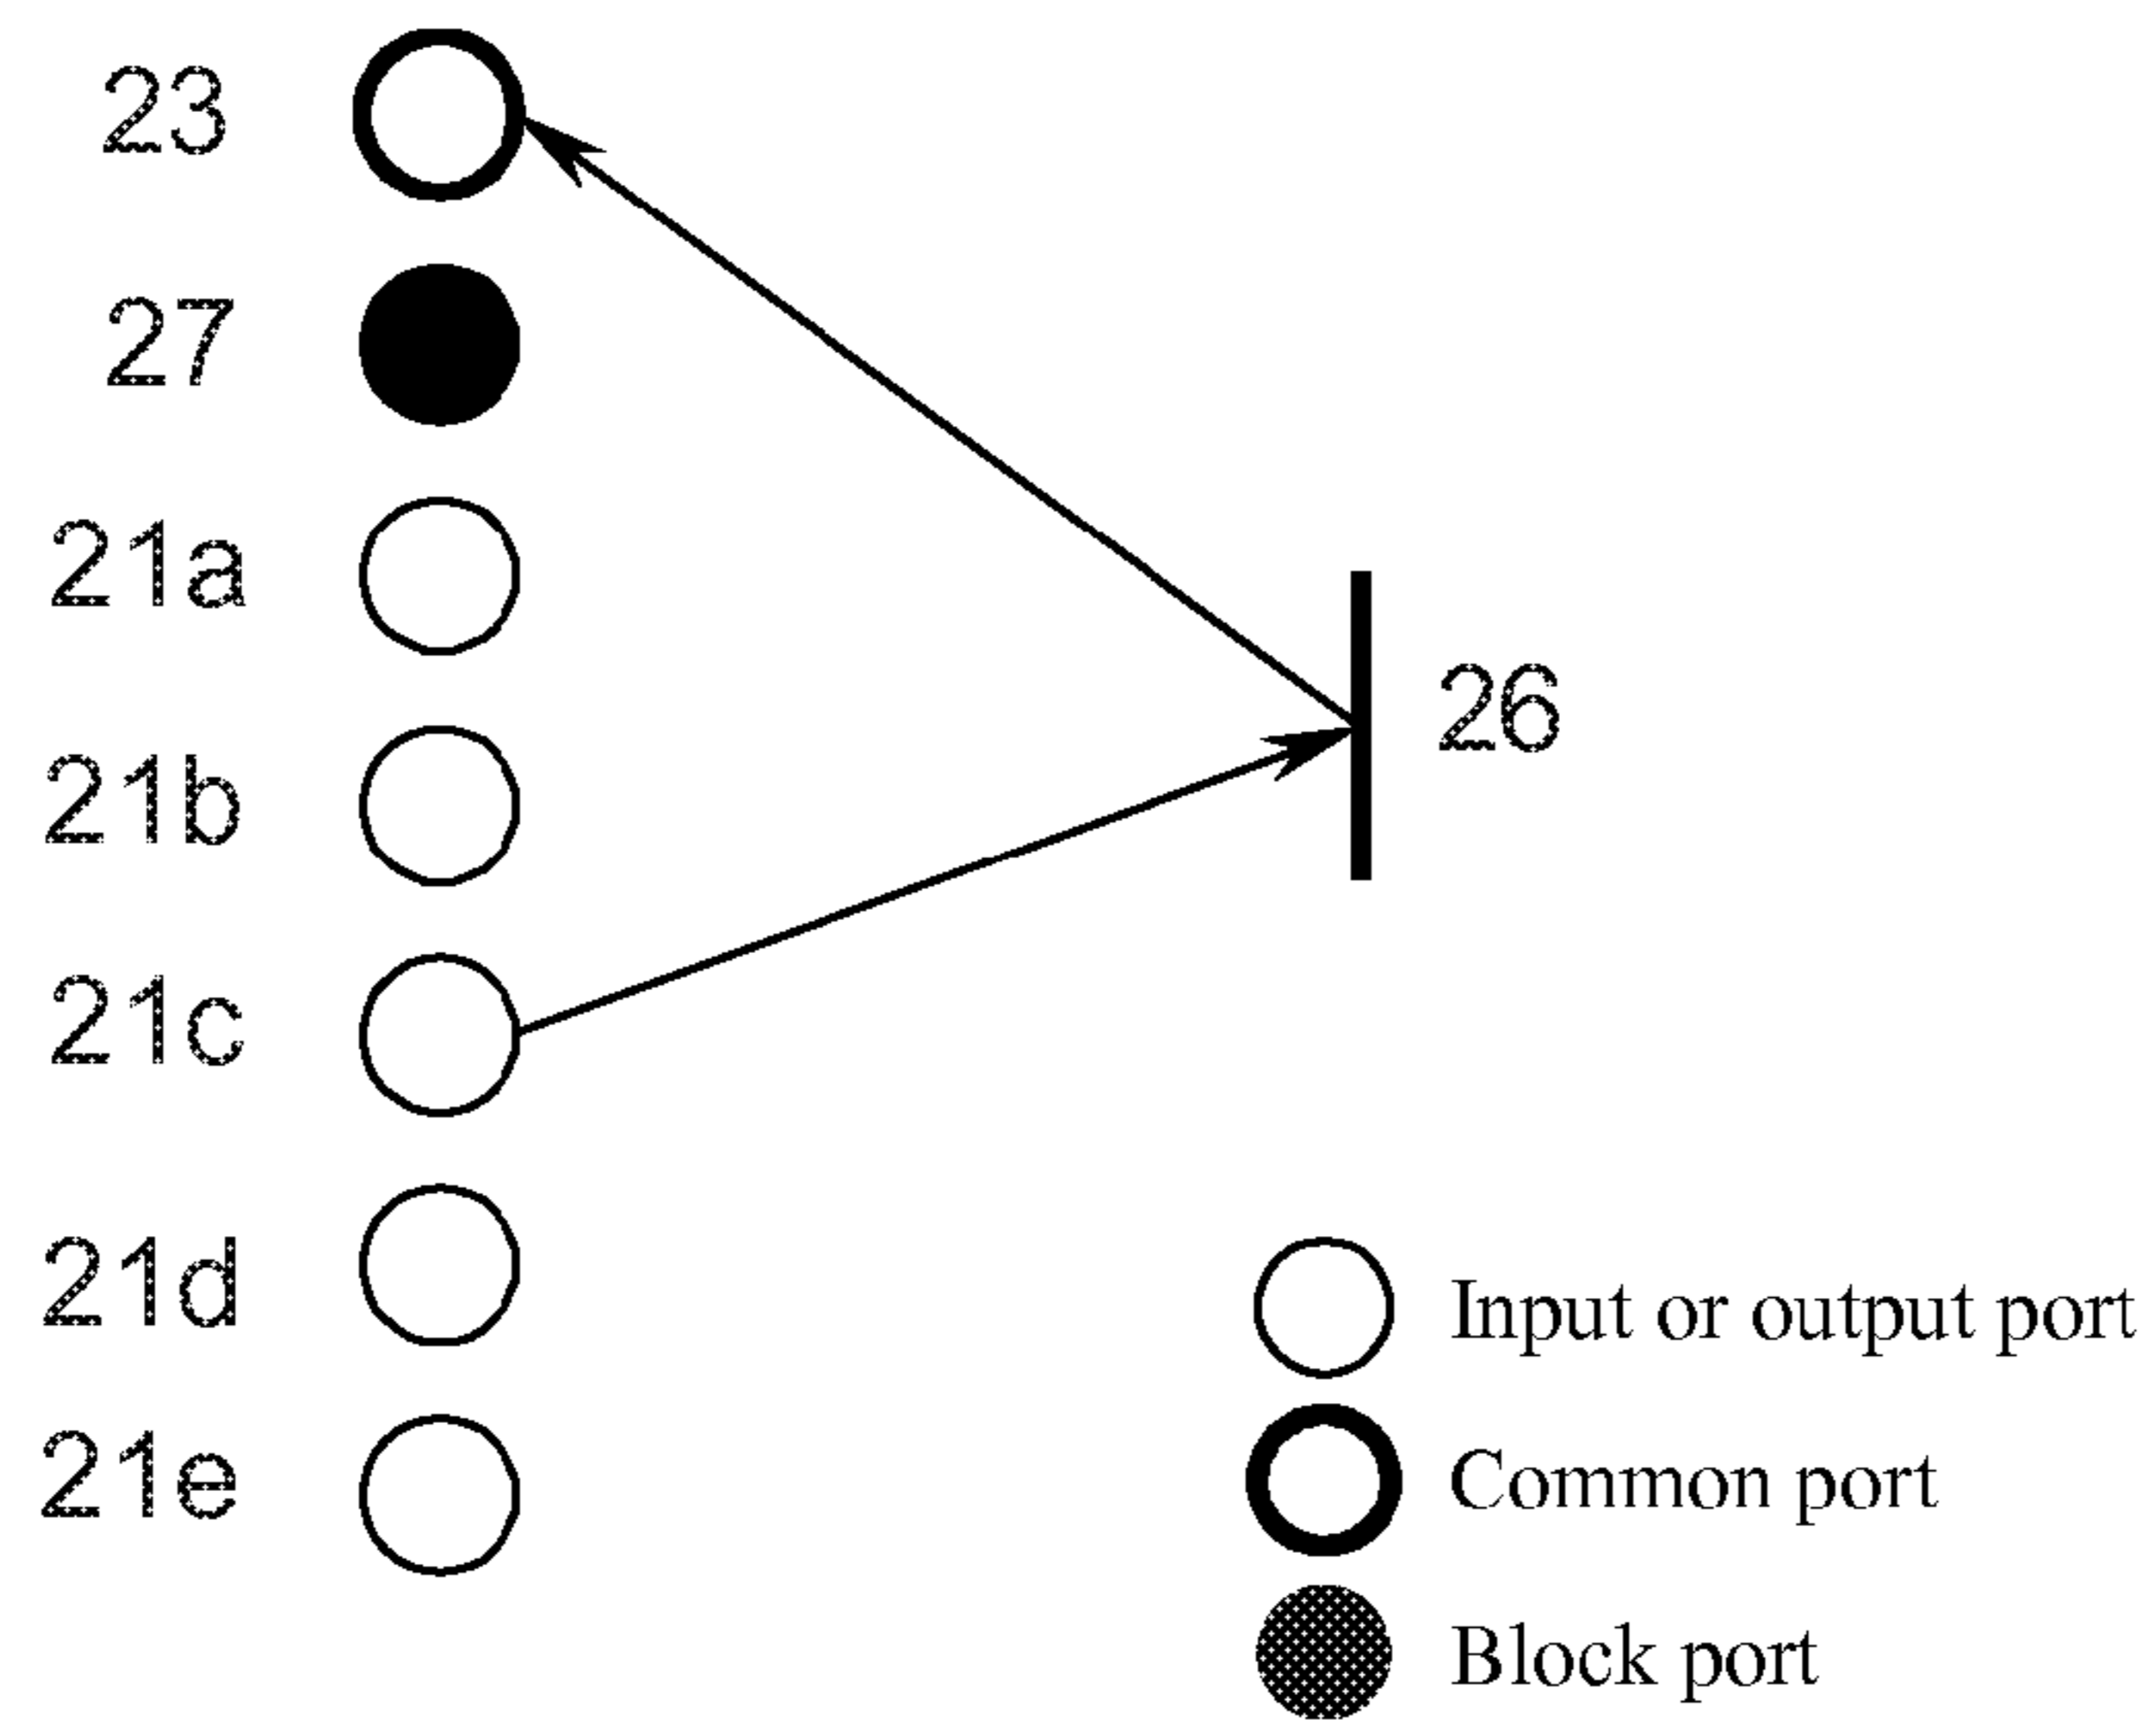 23
27
21a
26
21b
21c
21d
21e
Input or output port
Common port
Block port